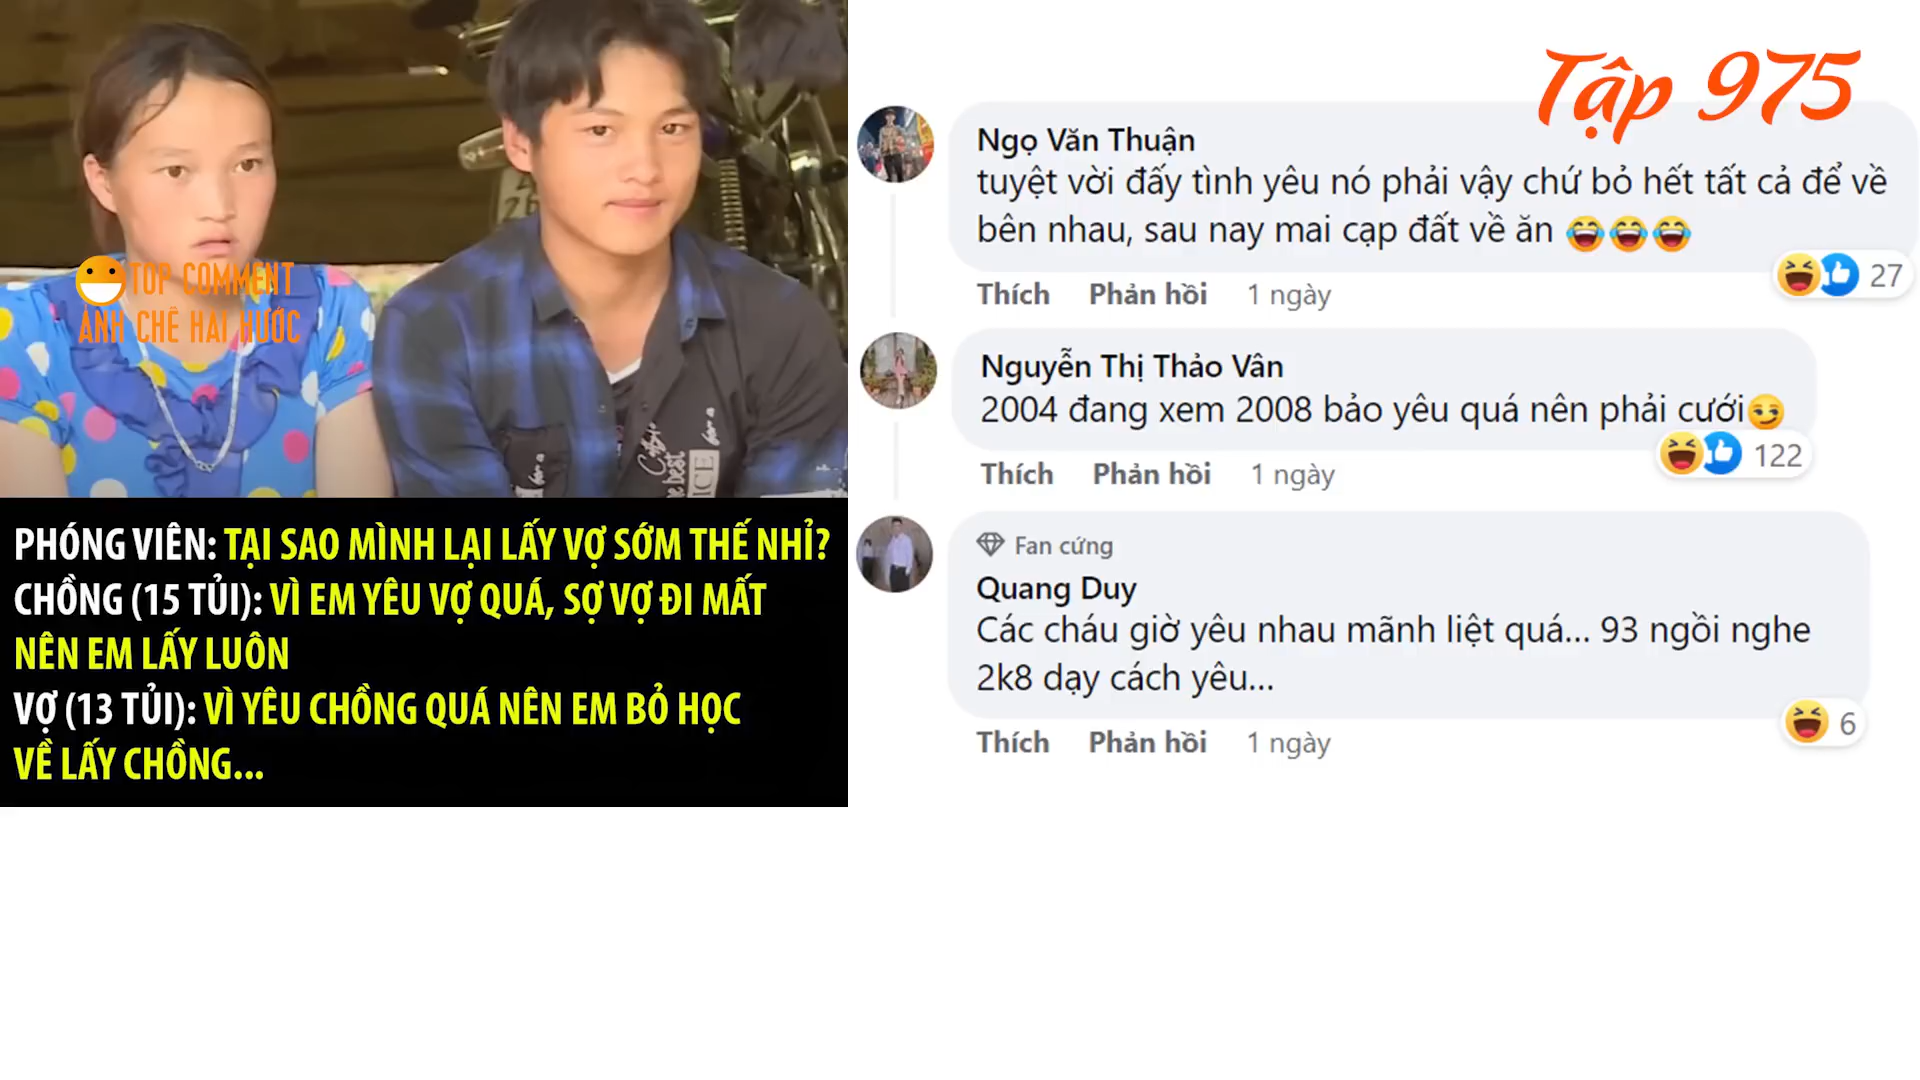 Tập 975
TOP COMMENT
ẢNH CHẾ HÀI HƯỚC
PHÓNG VIÊN: TẠI SAO MÌNH LẠI LẤY VỢ SỚM THẾ NHỈ?
CHỒNG (15 TỦI): VÌ EM YÊU VỢ QUÁ, SỢ VỢ ĐI MẤT
NÊN EM LẤY LUÔN
VỢ (13 TỦI): VÌ YÊU CHỒNG QUÁ NÊN EM BỎ HỌC
VỀ LẤY CHỒNG...
Ngọ Văn Thuận
tuyệt vời đấy tình yêu nó phải vậy chứ bỏ hết tất cả để về
bên nhau, sau nay mai cạp đất về ăn 😂😂😂
27
Thích Phản hồi 1 ngày
Nguyễn Thị Thảo Vân
2004 đang xem 2008 bảo yêu quá nên phải cưới😏
122
Thích Phản hồi 1 ngày
Fan cứng
Quang Duy
Các cháu giờ yêu nhau mãnh liệt quá... 93 ngồi nghe
2k8 dạy cách yêu...
6
Thích Phản hồi 1 ngày